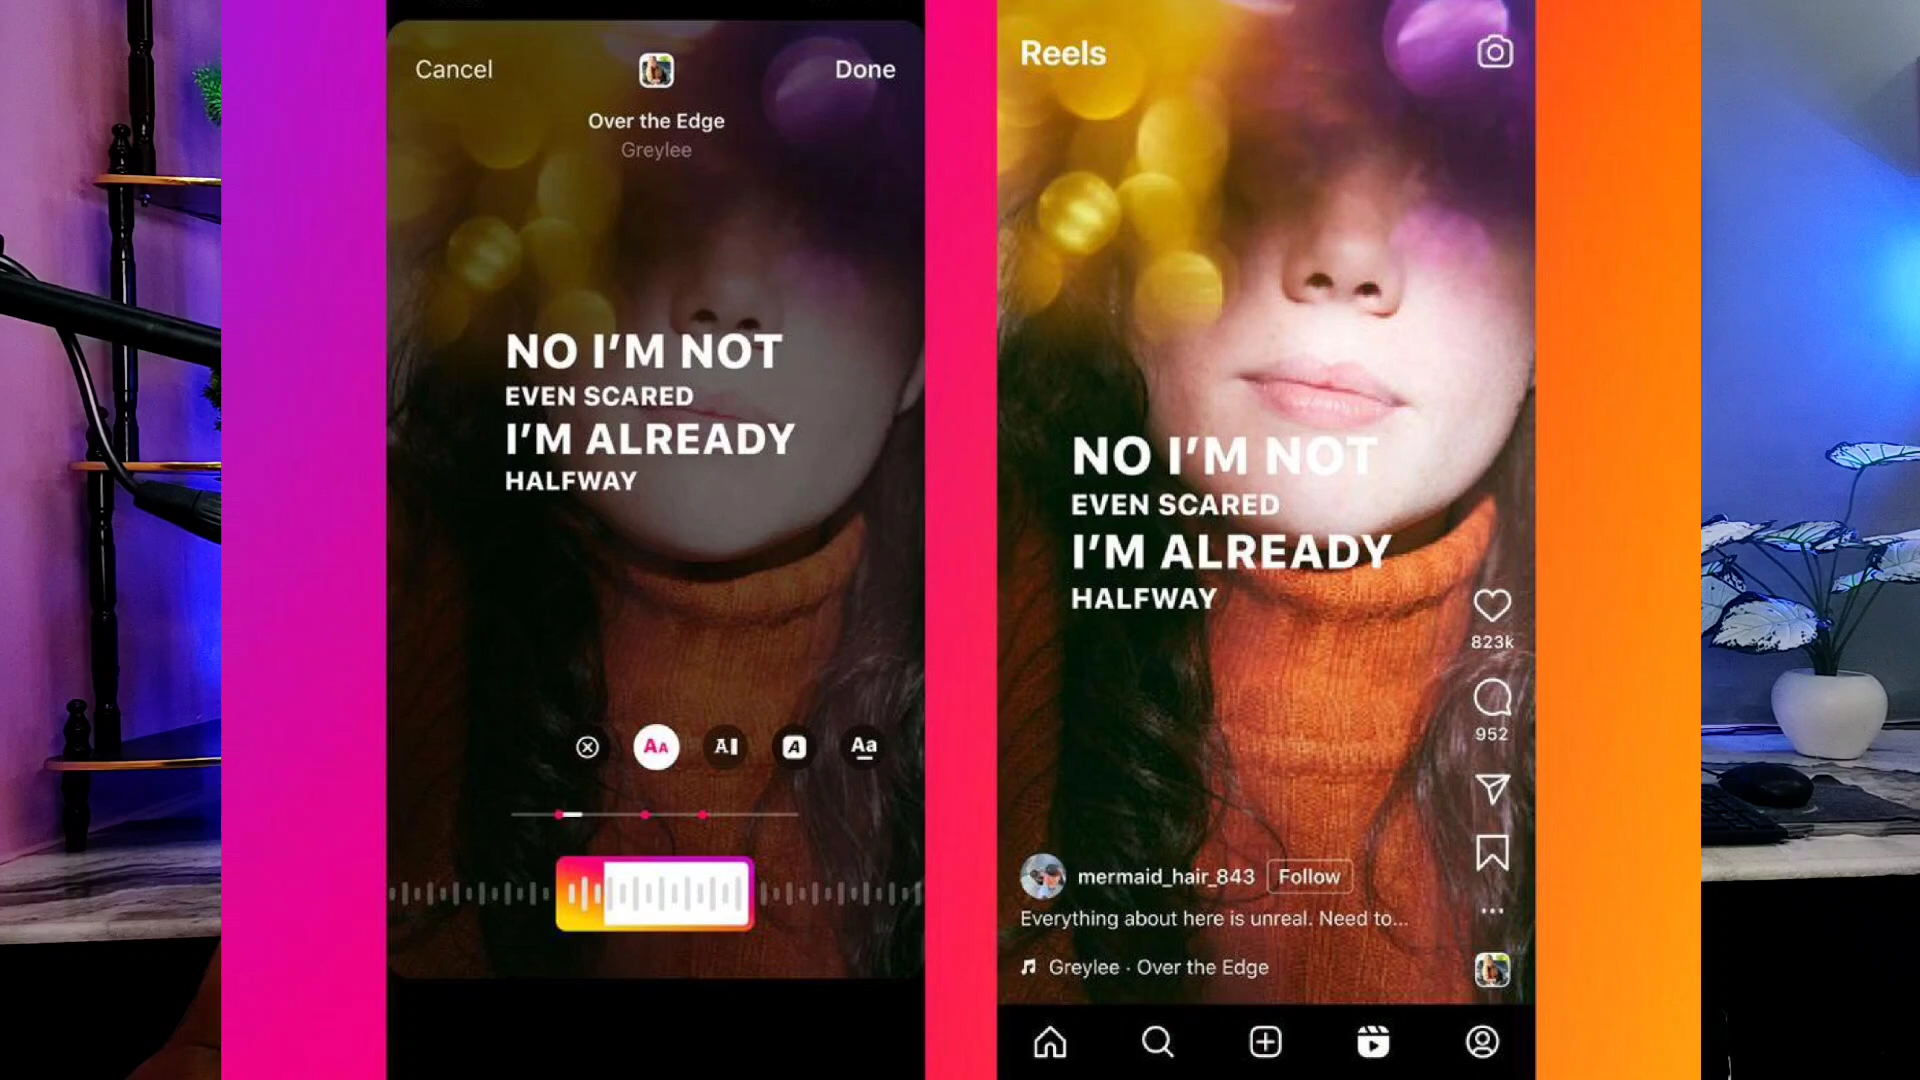 Cancel
Done
Over the Edge
Greylee
NO I'M NOT
EVEN SCARED
I'M ALREADY
HALFWAY
AA
A
A
Aa
Reels
NO I'M NOT
EVEN SCARED
I'M ALREADY
HALFWAY
823k
952
mermaid_hair_843 Follow
Everything about here is unreal. Need to...
Greylee · Over the Edge